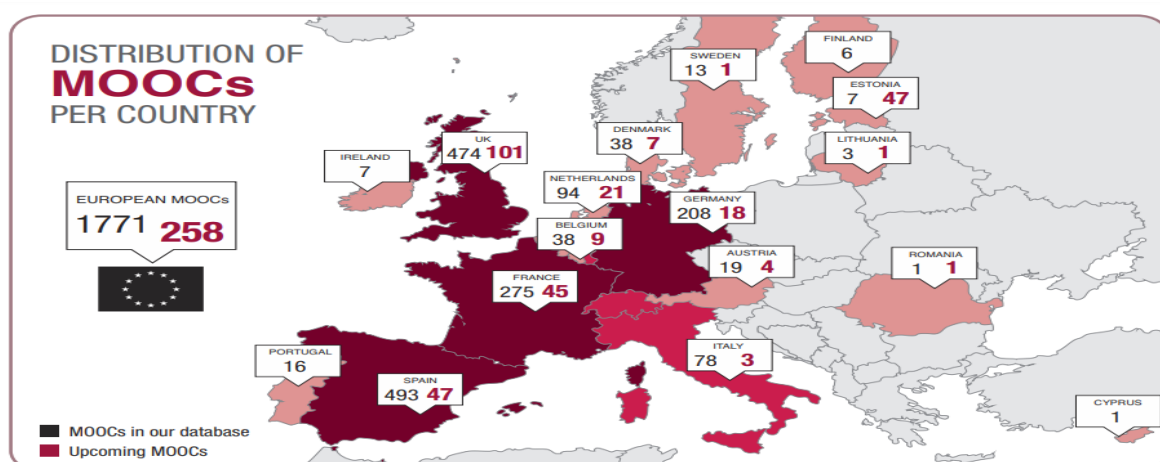 DISTRIBUTION OF
MOOCs
PER COUNTRY
EUROPEAN MOOCs
1771 258
IRELAND
7
UK
474 101
SWEDEN
13 1
FINLAND
6
ESTONIA
7 47
DENMARK
38 7
LITHUANIA
3 1
NETHERLANDS
94 21
GERMANY
208 18
BELGIUM
38 9
AUSTRIA
19 4
ROMANIA
1 1
FRANCE
275 45
ITALY
78 3
PORTUGAL
16
SPAIN
493 47
CYPRUS
1
MOOCs in our database
Upcoming MOOCs